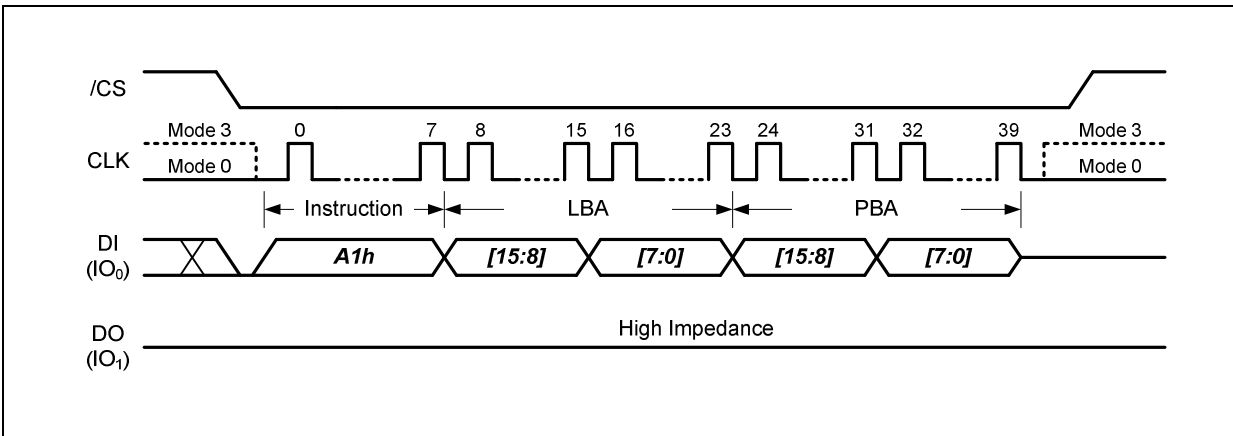 /CS
Mode 3 0 7 8 15 16 23 24 31 32 39 Mode 3
CLK Mode 0 Mode 0
Instruction LBA PBA
DI
(IO₀)
A1h [15:8] [7:0] [15:8] [7:0]
High Impedance
DO
(IO₁)